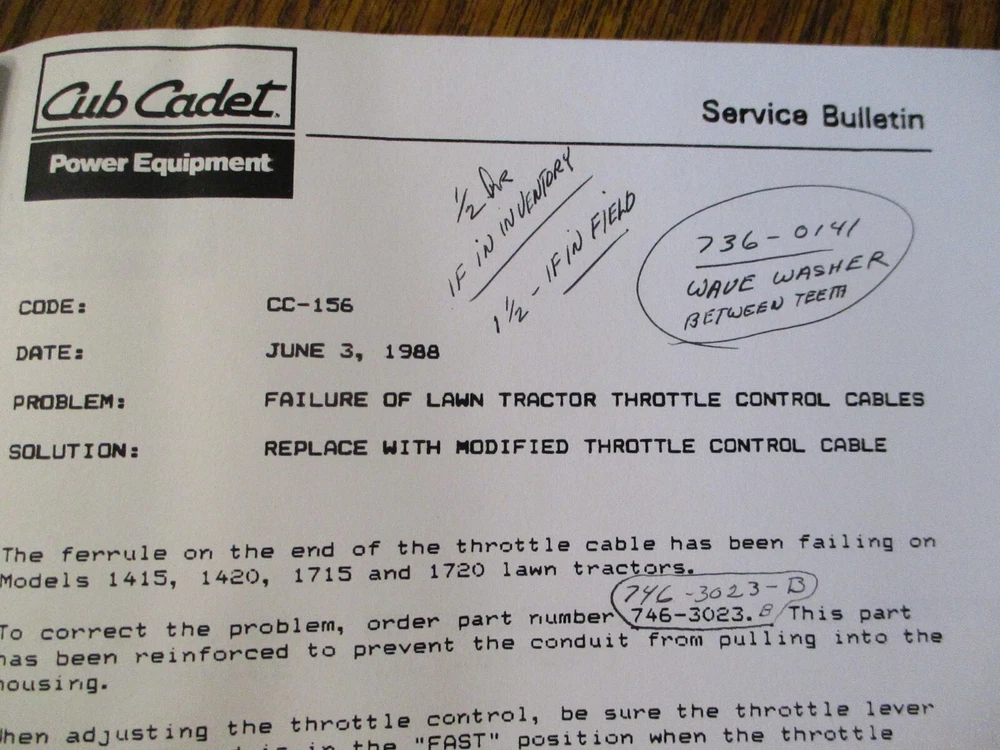 Cub Cadet
Power Equipment
Service Bulletin
1/2 hr
IF IN INVENTORY
1 1/2 - IF IN FIELD
736-0141
WAVE WASHER
BETWEEN TEETH
CODE: CC-156
DATE: JUNE 3, 1988
PROBLEM: FAILURE OF LAWN TRACTOR THROTTLE CONTROL CABLES
SOLUTION: REPLACE WITH MODIFIED THROTTLE CONTROL CABLE
The ferrule on the end of the throttle cable has been failing on
Models 1415, 1420, 1715 and 1720 lawn tractors.
746-3023-B
To correct the problem, order part number 746-3023. B This part
has been reinforced to prevent the conduit from pulling into the
housing.
When adjusting the throttle control, be sure the throttle lever
is in the "FAST" position when the throttle